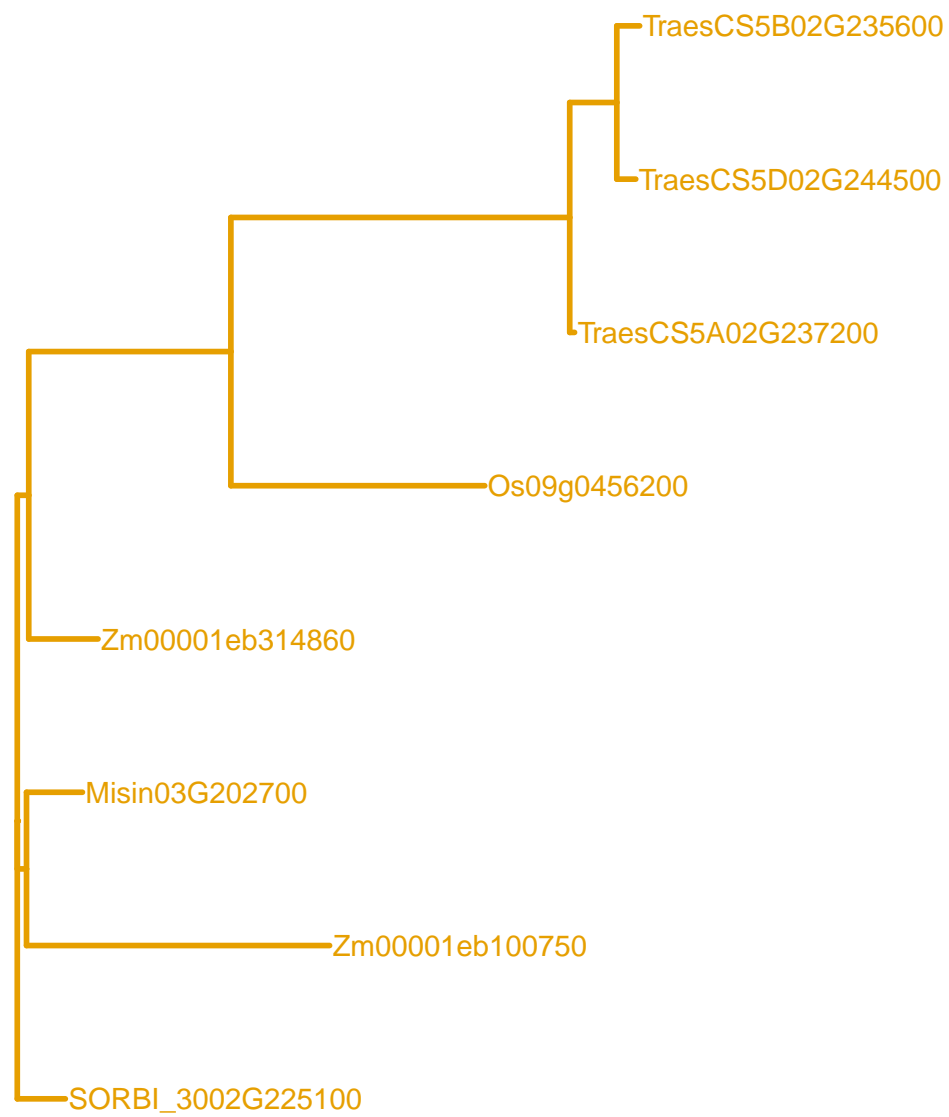 TraesCS5B02G235600
TraesCS5D02G244500
TraesCS5A02G237200
Os09g0456200
Zm00001eb314860
Misin03G202700
Zm00001eb100750
SORBI_3002G225100